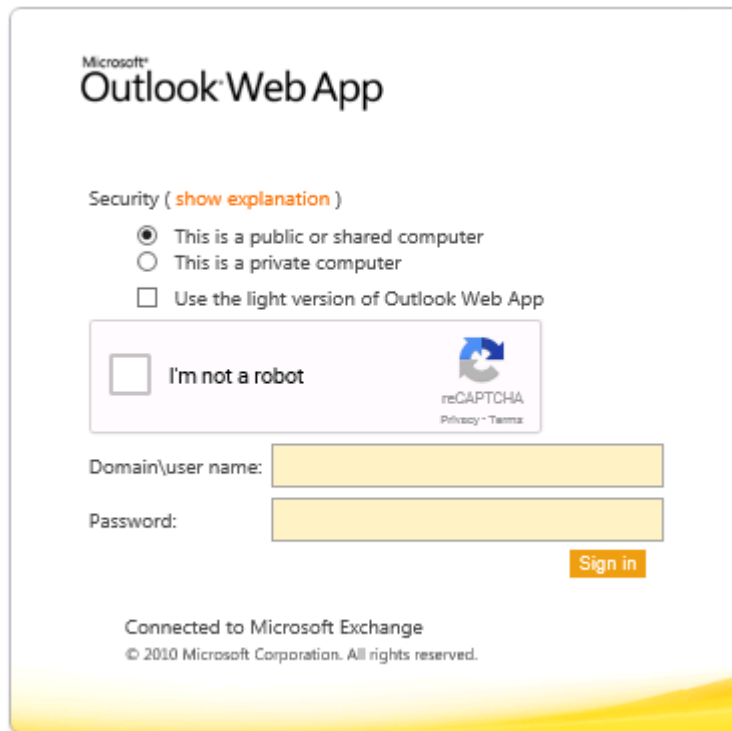 Microsoft®
Outlook® Web App
Security ( show explanation )
This is a public or shared computer
This is a private computer
Use the light version of Outlook Web App
I'm not a robot
reCAPTCHA
Privacy - Terms
Domain\user name:
Password:
Sign in
Connected to Microsoft Exchange
© 2010 Microsoft Corporation. All rights reserved.